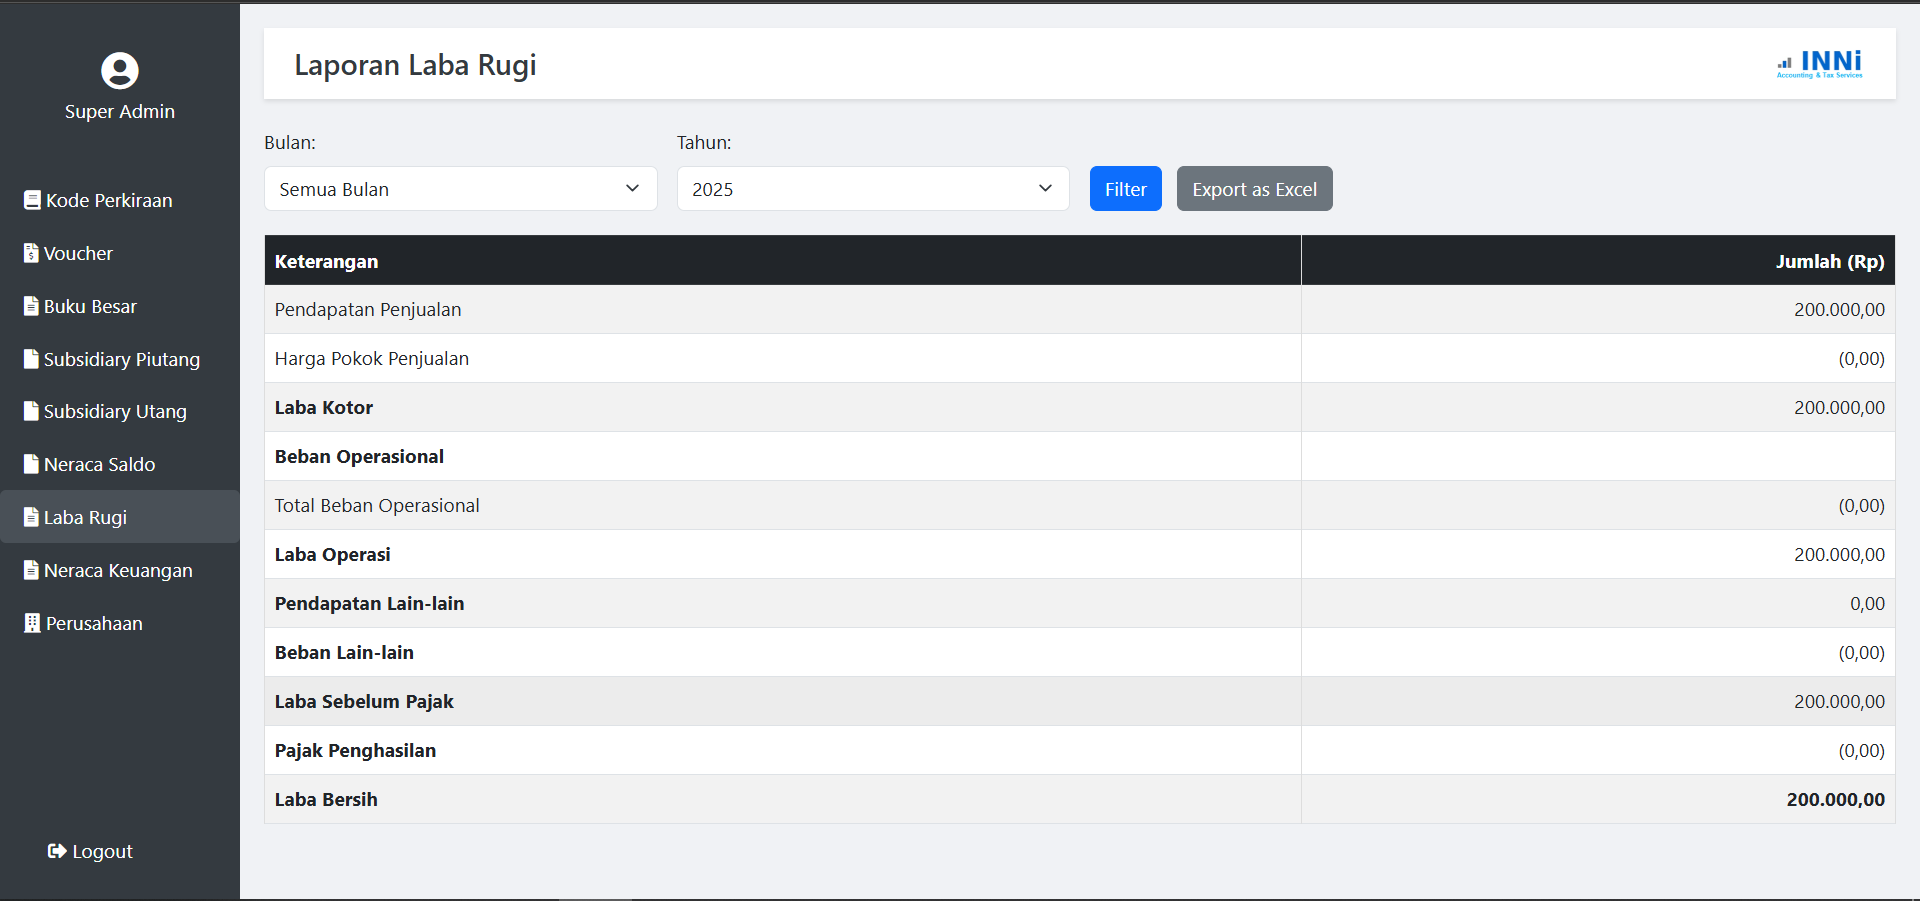 Super Admin
Kode Perkiraan
Voucher
Buku Besar
Subsidiary Piutang
Subsidiary Utang
Neraca Saldo
Laba Rugi
Neraca Keuangan
Perusahaan
Logout
Laporan Laba Rugi
INNi
Accounting & Tax Services
Bulan: Tahun:
Semua Bulan 2025 Filter Export as Excel
Keterangan Jumlah (Rp)
Pendapatan Penjualan 200.000,00
Harga Pokok Penjualan (0,00)
Laba Kotor 200.000,00
Beban Operasional
Total Beban Operasional (0,00)
Laba Operasi 200.000,00
Pendapatan Lain-lain 0,00
Beban Lain-lain (0,00)
Laba Sebelum Pajak 200.000,00
Pajak Penghasilan (0,00)
Laba Bersih 200.000,00